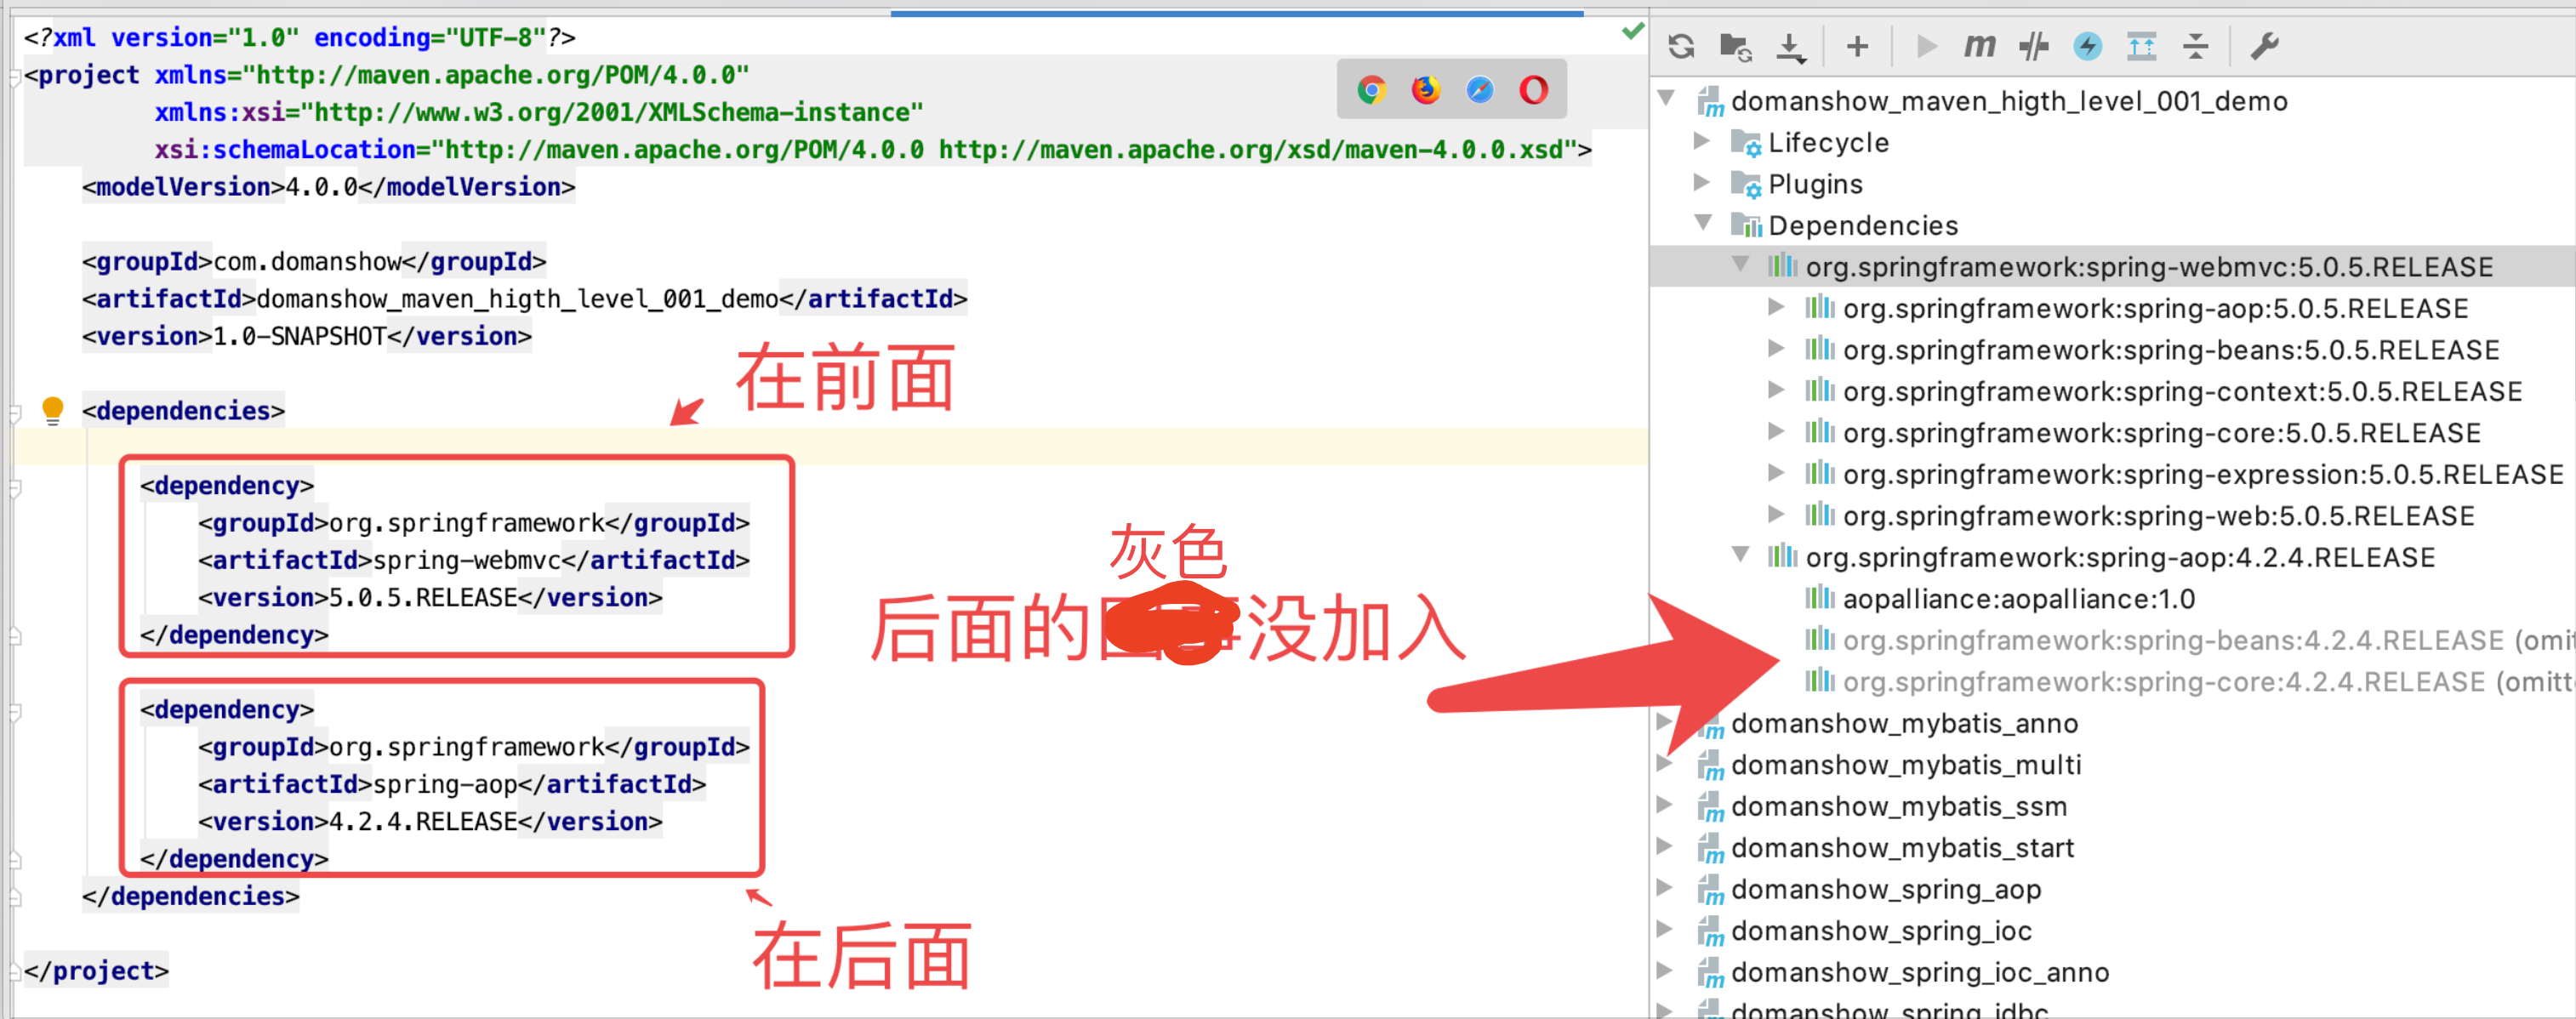 <?xml version="1.0" encoding="UTF-8"?>
<project xmlns="http://maven.apache.org/POM/4.0.0"
xmlns:xsi="http://www.w3.org/2001/XMLSchema-instance"
xsi:schemaLocation="http://maven.apache.org/POM/4.0.0 http://maven.apache.org/xsd/maven-4.0.0.xsd">
<modelVersion>4.0.0</modelVersion>
<groupId>com.domanshow</groupId>
<artifactId>domanshow_maven_higth_level_001_demo</artifactId>
<version>1.0-SNAPSHOT</version>
在前面
<dependencies>
<dependency>
<groupId>org.springframework</groupId>
<artifactId>spring-webmvc</artifactId>
<version>5.0.5.RELEASE</version>
</dependency>
灰色
后面的 没加入
<dependency>
<groupId>org.springframework</groupId>
<artifactId>spring-aop</artifactId>
<version>4.2.4.RELEASE</version>
</dependency>
</dependencies>
在后面
</project>
domanshow_maven_higth_level_001_demo
Lifecycle
Plugins
Dependencies
org.springframework:spring-webmvc:5.0.5.RELEASE
org.springframework:spring-aop:5.0.5.RELEASE
org.springframework:spring-beans:5.0.5.RELEASE
org.springframework:spring-context:5.0.5.RELEASE
org.springframework:spring-core:5.0.5.RELEASE
org.springframework:spring-expression:5.0.5.RELEASE
org.springframework:spring-web:5.0.5.RELEASE
org.springframework:spring-aop:4.2.4.RELEASE
aopalliance:aopalliance:1.0
org.springframework:spring-beans:4.2.4.RELEASE (omi
org.springframework:spring-core:4.2.4.RELEASE (omitt
domanshow_mybatis_anno
domanshow_mybatis_multi
domanshow_mybatis_ssm
domanshow_mybatis_start
domanshow_spring_aop
domanshow_spring_ioc
domanshow_spring_ioc_anno
domanshow_spring_jdbc